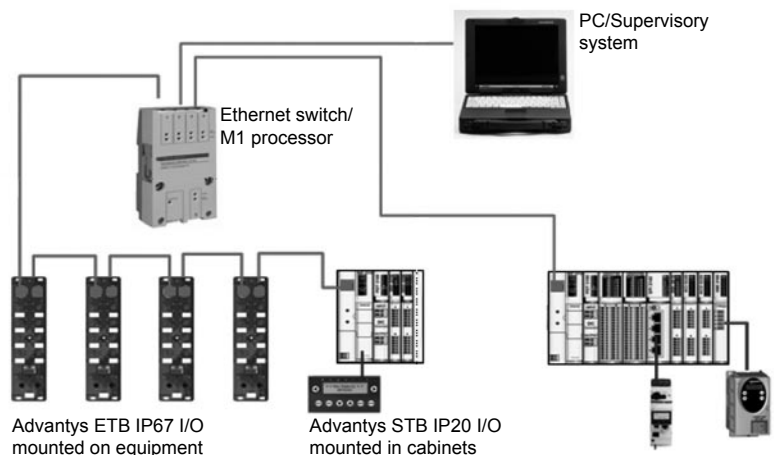 PC/Supervisory
system
Ethernet switch/
M1 processor
Advantys ETB IP67 I/O
mounted on equipment
Advantys STB IP20 I/O
mounted in cabinets